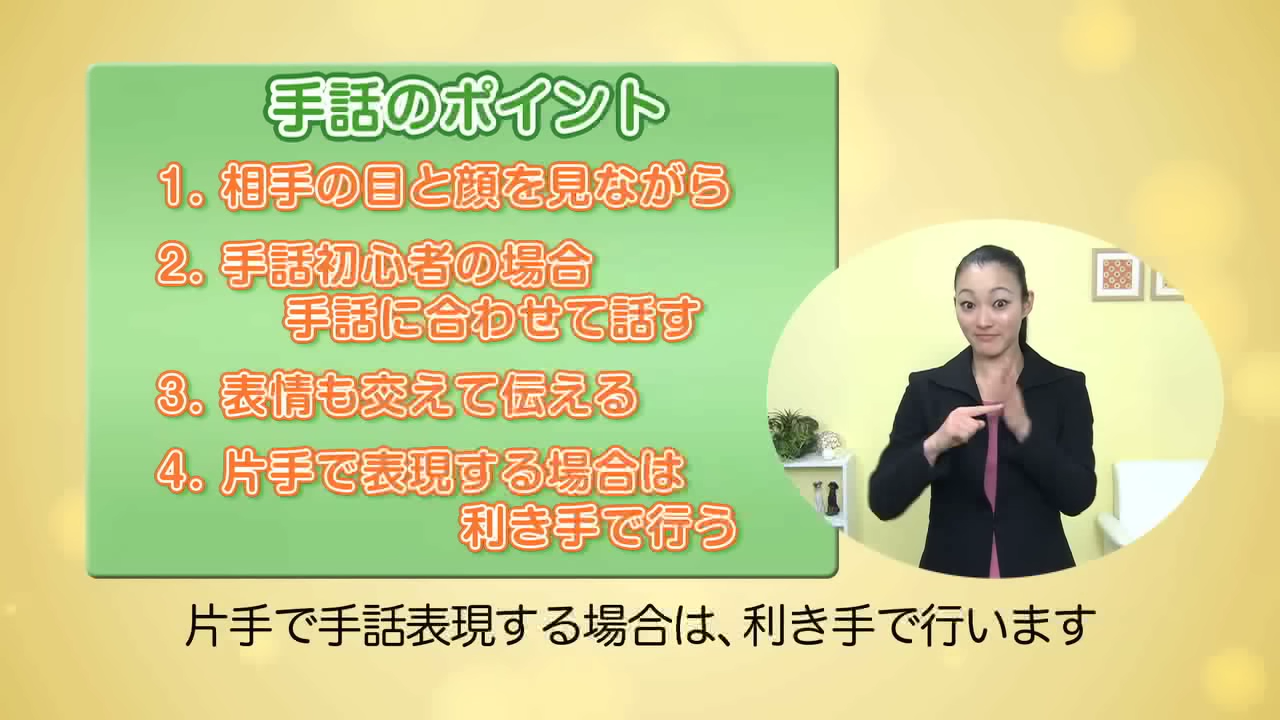 手話のポイント
1. 相手の目と顔を見ながら
2. 手話初心者の場合
手話に合わせて話す
3. 表情も交えて伝える
4. 片手で表現する場合は
利き手で行う
片手で手話表現する場合は、利き手で行います